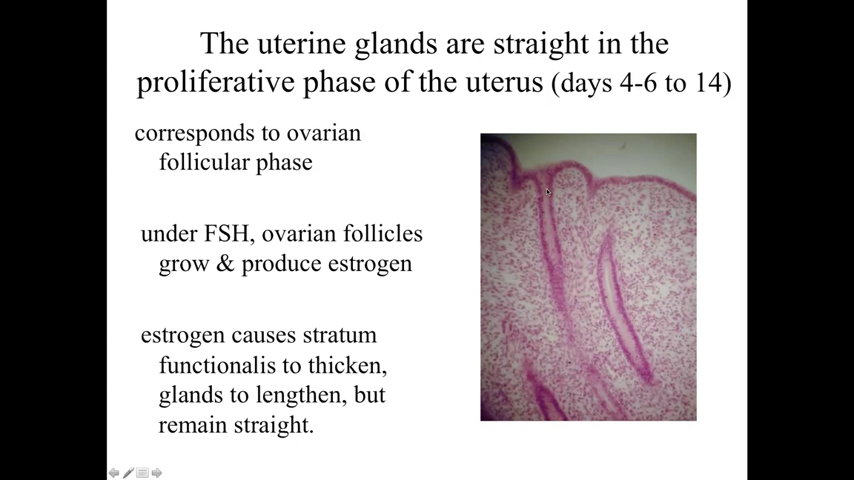 The uterine glands are straight in the
proliferative phase of the uterus (days 4-6 to 14)
corresponds to ovarian
follicular phase
under FSH, ovarian follicles
grow & produce estrogen
estrogen causes stratum
functionalis to thicken,
glands to lengthen, but
remain straight.